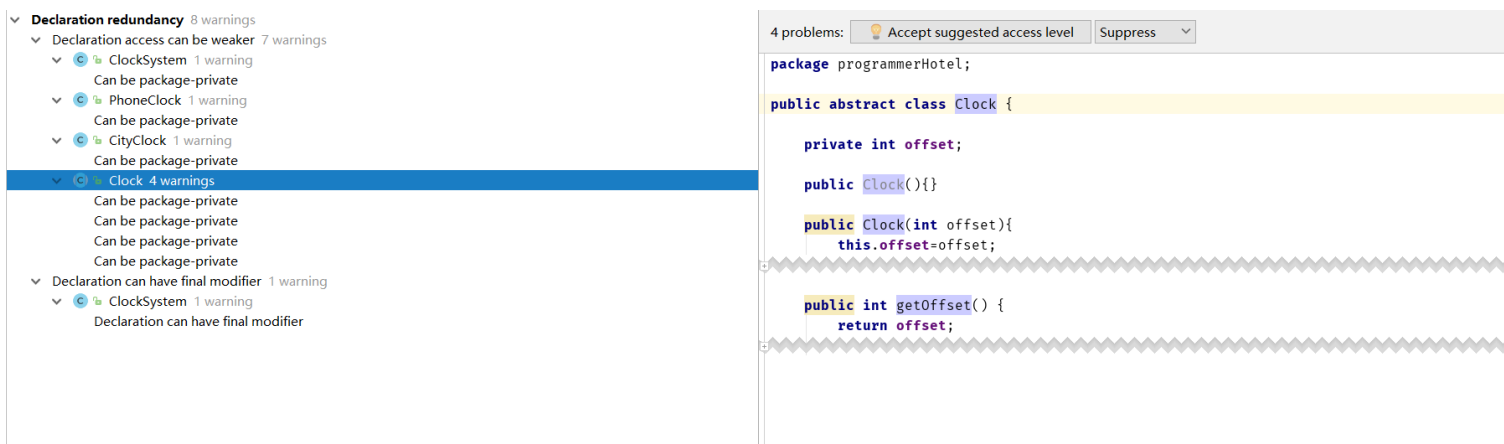 Declaration redundancy 8 warnings
Declaration access can be weaker 7 warnings
ClockSystem 1 warning
Can be package-private
PhoneClock 1 warning
Can be package-private
CityClock 1 warning
Can be package-private
Clock 4 warnings
Can be package-private
Can be package-private
Can be package-private
Can be package-private
Declaration can have final modifier 1 warning
ClockSystem 1 warning
Declaration can have final modifier
4 problems: Accept suggested access level Suppress
package programmerHotel;
public abstract class Clock {
private int offset;
public Clock(){}
public Clock(int offset){
this.offset=offset;
public int getOffset() {
return offset;